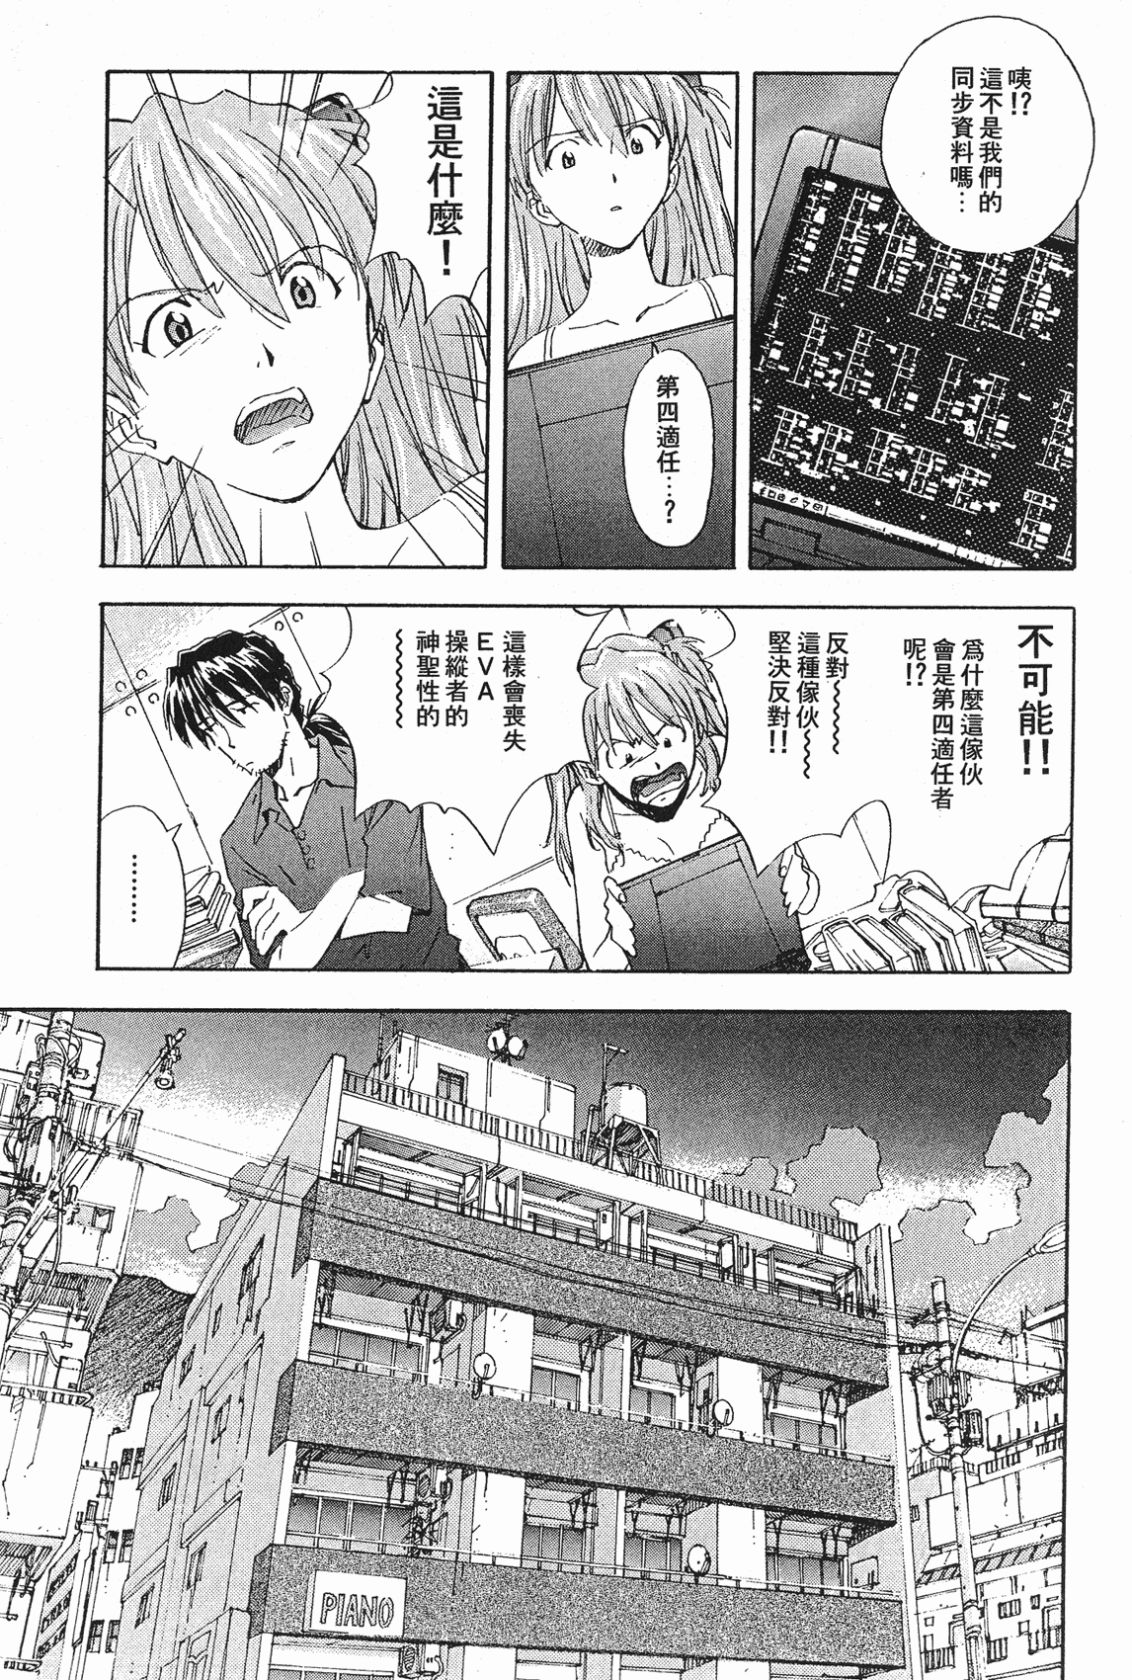 咦!?
這不是我們的
同步資料嗎…
第四適任…?
這是什麼!
不可能!!
爲什麼這傢伙
會是第四適任者
呢!?
反對~~~
這種傢伙~~~
堅決反對!!
這樣會喪失
EVA
操縱者的
神聖性的
~~~~
………
PIANO